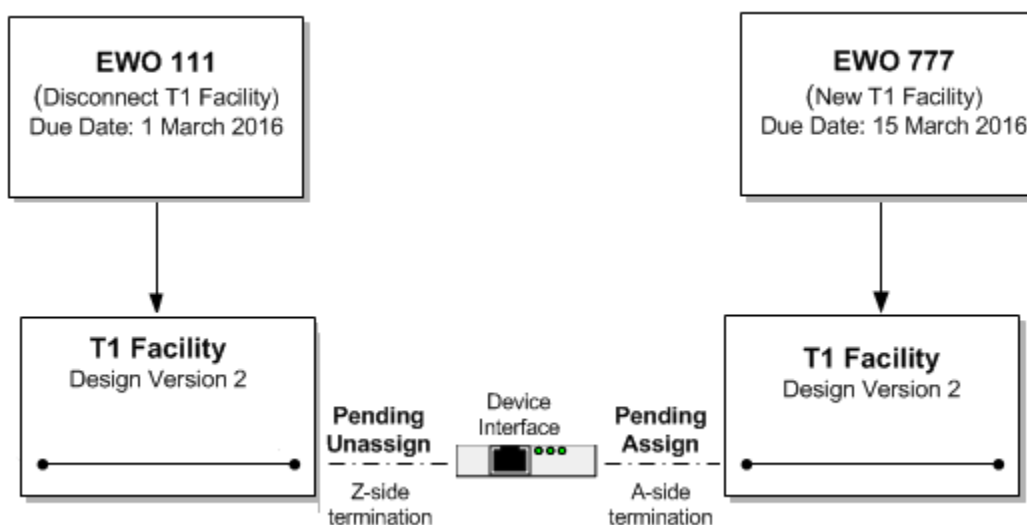 EWO 111
(Disconnect T1 Facility)
Due Date: 1 March 2016
EWO 777
(New T1 Facility)
Due Date: 15 March 2016
T1 Facility
Design Version 2
Pending
Unassign
Z-side
termination
Device
Interface
Pending
Assign
A-side
termination
T1 Facility
Design Version 2